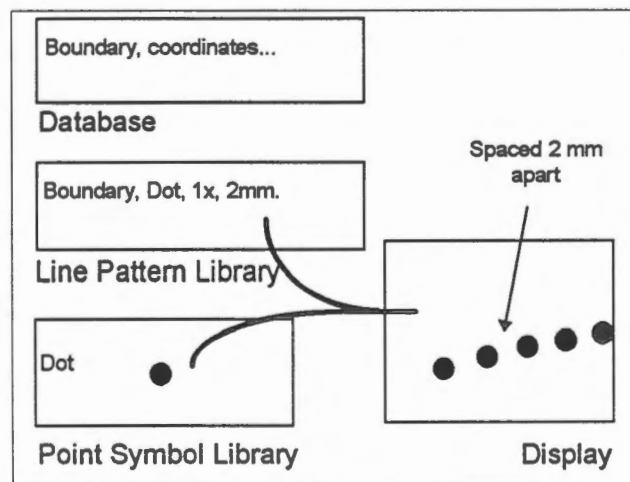 Boundary, coordinates...
Database
Boundary, Dot, 1x, 2mm.
Line Pattern Library
Dot
Point Symbol Library
Spaced 2 mm
apart
Display